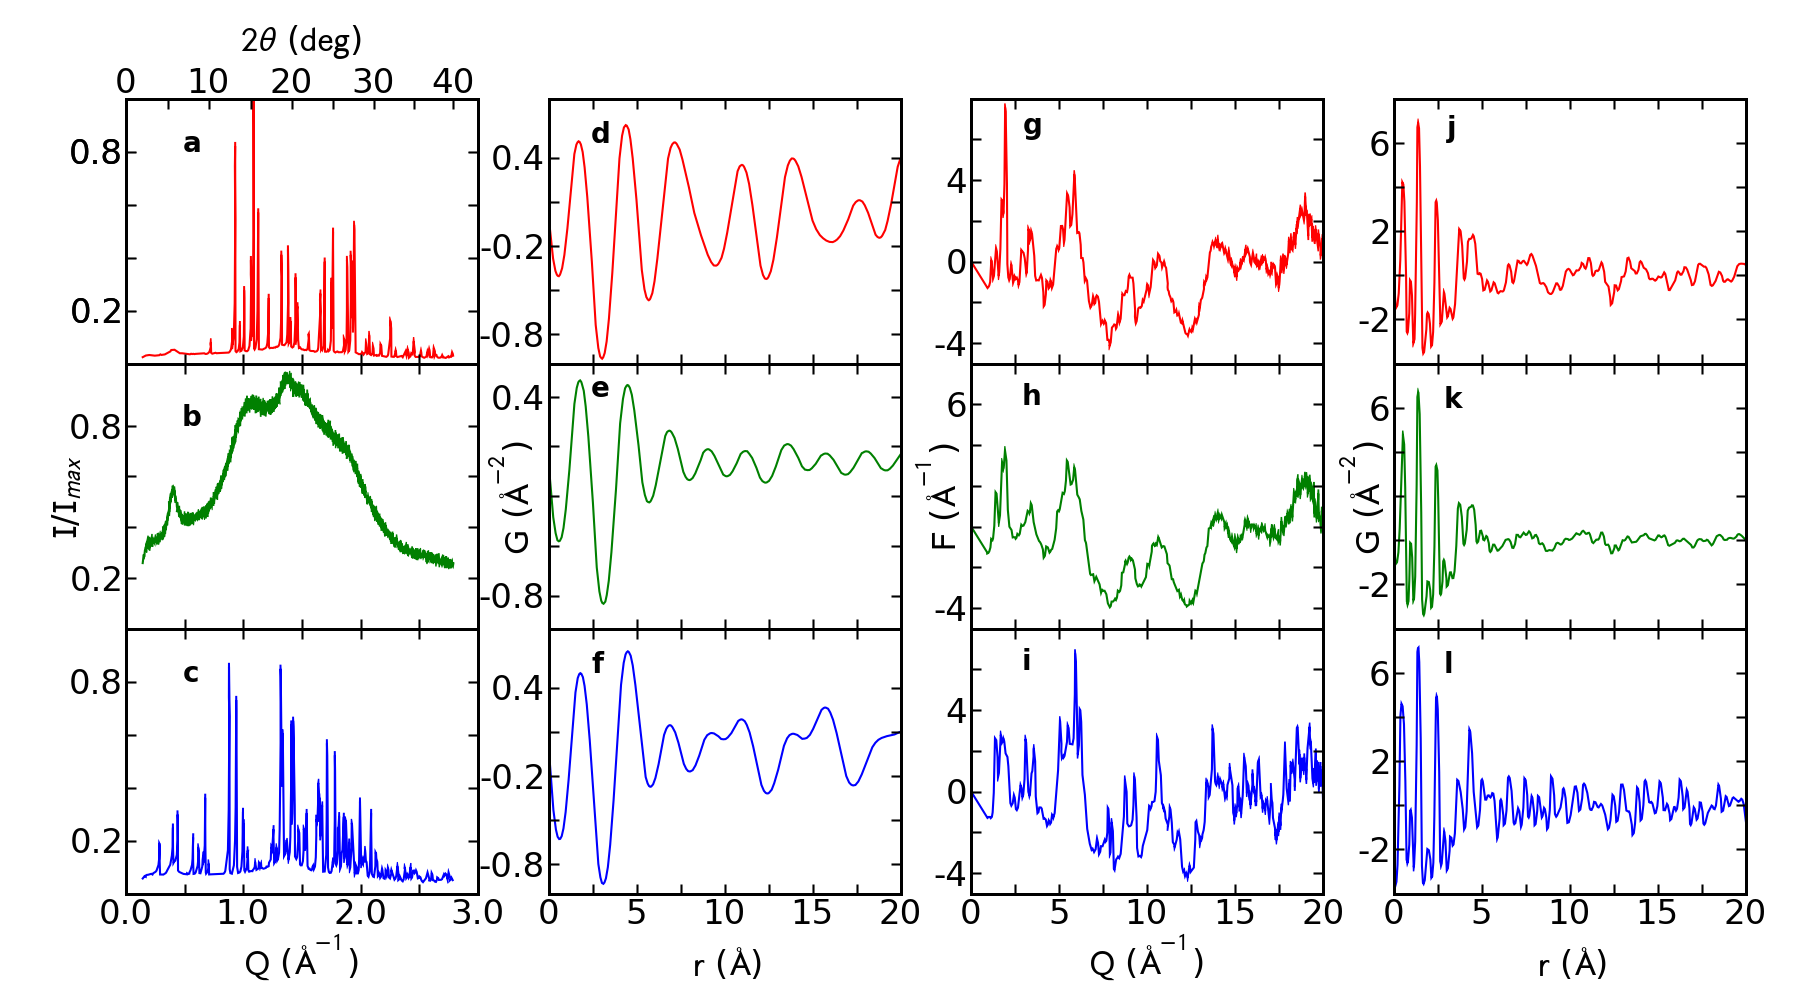 2θ (deg)
0 10 20 30 40
a
0.8
0.2
b
0.8
0.2
I/I_max
c
0.8
0.2
0.0 1.0 2.0 3.0
Q (Å⁻¹)
d
0.4
-0.2
-0.8
e
0.4
-0.8
G (Å⁻²)
f
0.4
-0.2
-0.8
0 5 10 15 20
r (Å)
g
4
0
-4
h
6
-4
F (Å⁻¹)
i
4
0
-4
0 5 10 15 20
Q (Å⁻¹)
j
6
2
-2
k
6
-2
G (Å⁻²)
l
6
2
-2
0 5 10 15 20
r (Å)